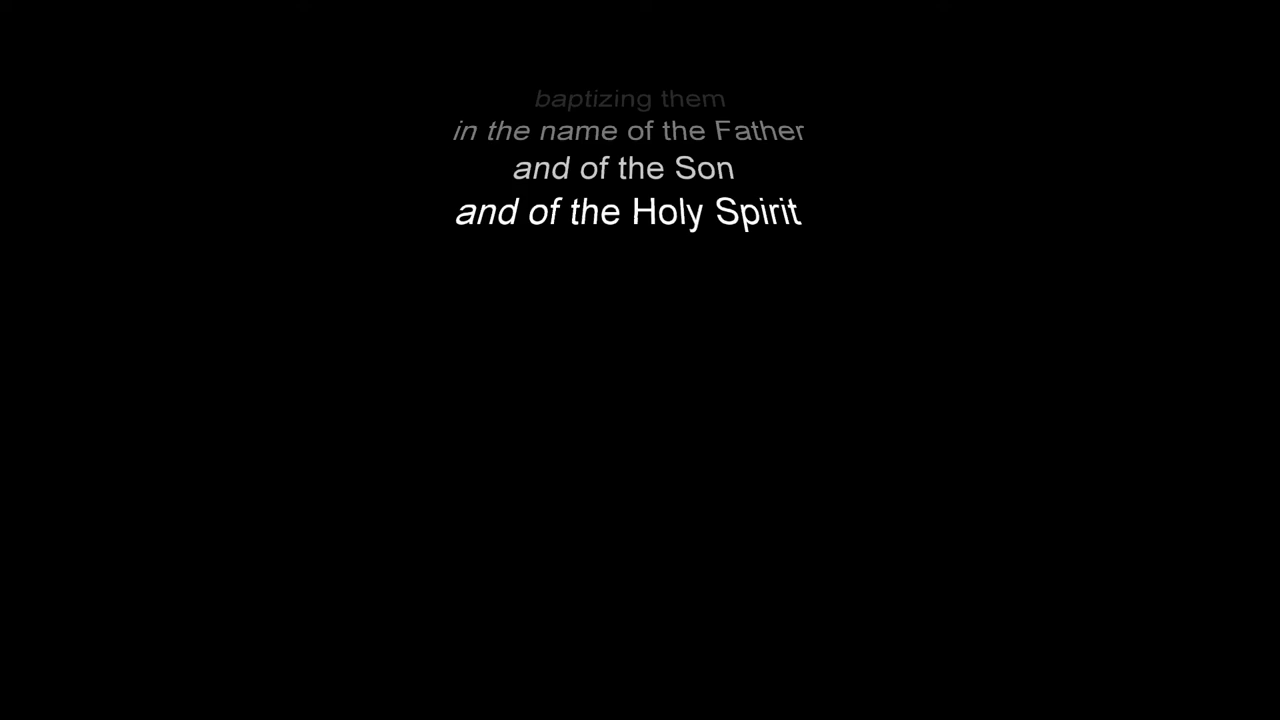 baptizing them
in the name of the Father
and of the Son
and of the Holy Spirit